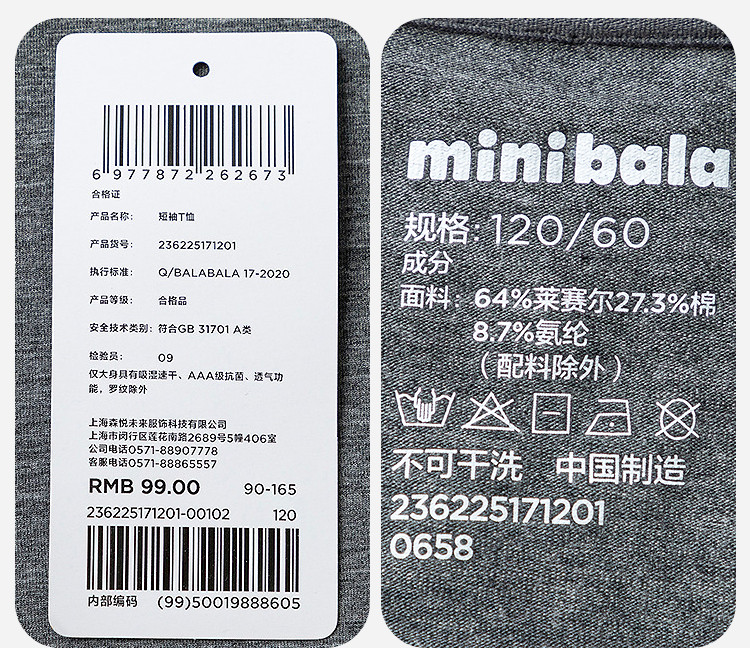 6 977872 262673
合格证
产品名称: 短袖T恤
产品货号: 236225171201
执行标准: Q/BALABALA 17-2020
产品等级: 合格品
安全技术类别: 符合GB 31701 A类
检验员: 09
仅大身具有吸湿速干、AAA级抗菌、透气功
能，罗纹除外
上海森悦未来服饰科技有限公司
上海市闵行区莲花南路2689号5幢406室
公司电话0571-88907778
客服电话0571-88865557
RMB 99.00 90-165
236225171201-00102 120
内部编码 (99)50019888605
minibala
规格: 120/60
成分
面料: 64%莱赛尔27.3%棉
8.7%氨纶
(配料除外)
不可干洗 中国制造
236225171201
0658